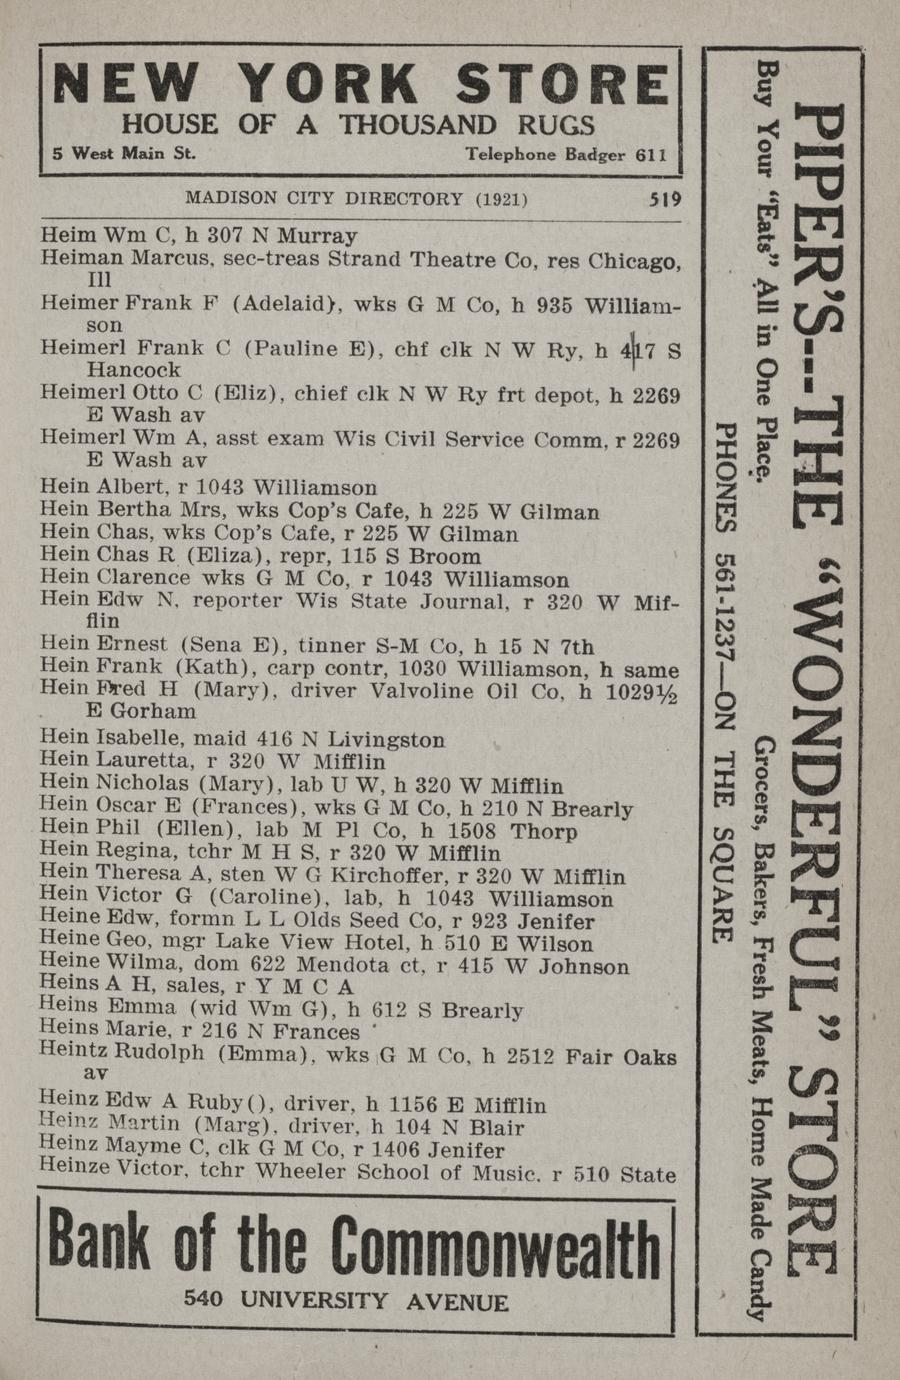 NEW YORK STORE
HOUSE OF A THOUSAND RUGS
5 West Main St. Telephone Badger 611
MADISON CITY DIRECTORY (1921) 519
Heim Wm C, h 307 N Murray
Heiman Marcus, sec-treas Strand Theatre Co, res Chicago,
Ill
Heimer Frank F (Adelaid), wks G M Co, h 935 William-
son
Heimerl Frank C (Pauline E), chf clk N W Ry, h 417 S
Hancock
Heimerl Otto C (Eliz), chief clk N W Ry frt depot, h 2269
E Wash av
Heimerl Wm A, asst exam Wis Civil Service Comm, r 2269
E Wash av
Hein Albert, r 1043 Williamson
Hein Bertha Mrs, wks Cop's Cafe, h 225 W Gilman
Hein Chas, wks Cop's Cafe, r 225 W Gilman
Hein Chas R (Eliza), repr, 115 S Broom
Hein Clarence wks G M Co, r 1043 Williamson
Hein Edw N, reporter Wis State Journal, r 320 W Mif-
flin
Hein Ernest (Sena E), tinner S-M Co, h 15 N 7th
Hein Frank (Kath), carp contr, 1030 Williamson, h same
Hein Fred H (Mary), driver Valvoline Oil Co, h 1029½
E Gorham
Hein Isabelle, maid 416 N Livingston
Hein Lauretta, r 320 W Mifflin
Hein Nicholas (Mary), lab U W, h 320 W Mifflin
Hein Oscar E (Frances), wks G M Co, h 210 N Brearly
Hein Phil (Ellen), lab M Pl Co, h 1508 Thorp
Hein Regina, tchr M H S, r 320 W Mifflin
Hein Theresa A, sten W G Kirchoffer, r 320 W Mifflin
Hein Victor G (Caroline), lab, h 1043 Williamson
Heine Edw, formn L L Olds Seed Co, r 923 Jenifer
Heine Geo, mgr Lake View Hotel, h 510 E Wilson
Heine Wilma, dom 622 Mendota ct, r 415 W Johnson
Heins A H, sales, r Y M C A
Heins Emma (wid Wm G), h 612 S Brearly
Heins Marie, r 216 N Frances
Heintz Rudolph (Emma), wks G M Co, h 2512 Fair Oaks
av
Heinz Edw A Ruby(), driver, h 1156 E Mifflin
Heinz Martin (Marg), driver, h 104 N Blair
Heinz Mayme C, clk G M Co, r 1406 Jenifer
Heinze Victor, tchr Wheeler School of Music, r 510 State
Bank of the Commonwealth
540 UNIVERSITY AVENUE
PIPER'S---THE "WONDERFUL" STORE
Buy Your "Eats" All in One Place. Grocers, Bakers, Fresh Meats, Home Made Candy
PHONES 561-1237—ON THE SQUARE